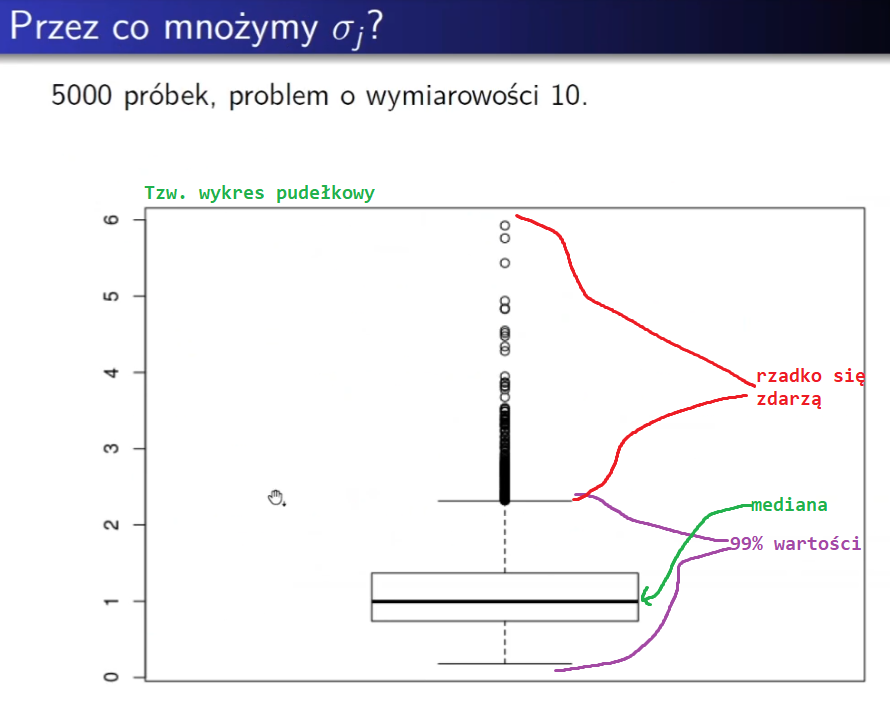 Przez co mnożymy σj?
5000 próbek, problem o wymiarowości 10.
Tzw. wykres pudełkowy
6
5
4
3
2
1
0
rzadko się
zdarzą
mediana
99% wartości